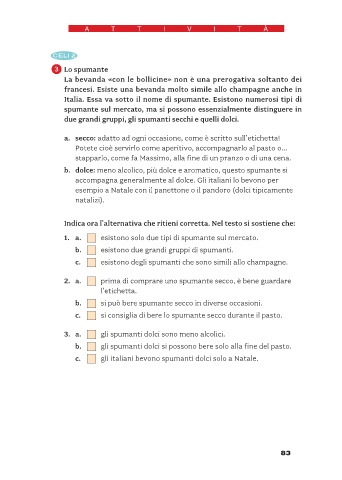 ATTIVITÀ
CELI 2
3 Lo spumante
La bevanda «con le bollicine» non è una prerogativa soltanto dei
francesi. Esiste una bevanda molto simile allo champagne anche in
Italia. Essa va sotto il nome di spumante. Esistono numerosi tipi di
spumante sul mercato, ma si possono essenzialmente distinguere in
due grandi gruppi, gli spumanti secchi e quelli dolci.
a. secco: adatto ad ogni occasione, come è scritto sull'etichetta!
Potete cioè servirlo come aperitivo, accompagnarlo al pasto o...
stapparlo, come fa Massimo, alla fine di un pranzo o di una cena.
b. dolce: meno alcolico, più dolce e aromatico, questo spumante si
accompagna generalmente al dolce. Gli italiani lo bevono per
esempio a Natale con il panettone o il pandoro (dolci tipicamente
natalizi).
Indica ora l'alternativa che ritieni corretta. Nel testo si sostiene che:
1. a. esistono solo due tipi di spumante sul mercato.
b. esistono due grandi gruppi di spumanti.
c. esistono degli spumanti che sono simili allo champagne.
2. a. prima di comprare uno spumante secco, è bene guardare
l'etichetta.
b. si può bere spumante secco in diverse occasioni.
c. si consiglia di bere lo spumante secco durante il pasto.
3. a. gli spumanti dolci sono meno alcolici.
b. gli spumanti dolci si possono bere solo alla fine del pasto.
c. gli italiani bevono spumanti dolci solo a Natale.
83